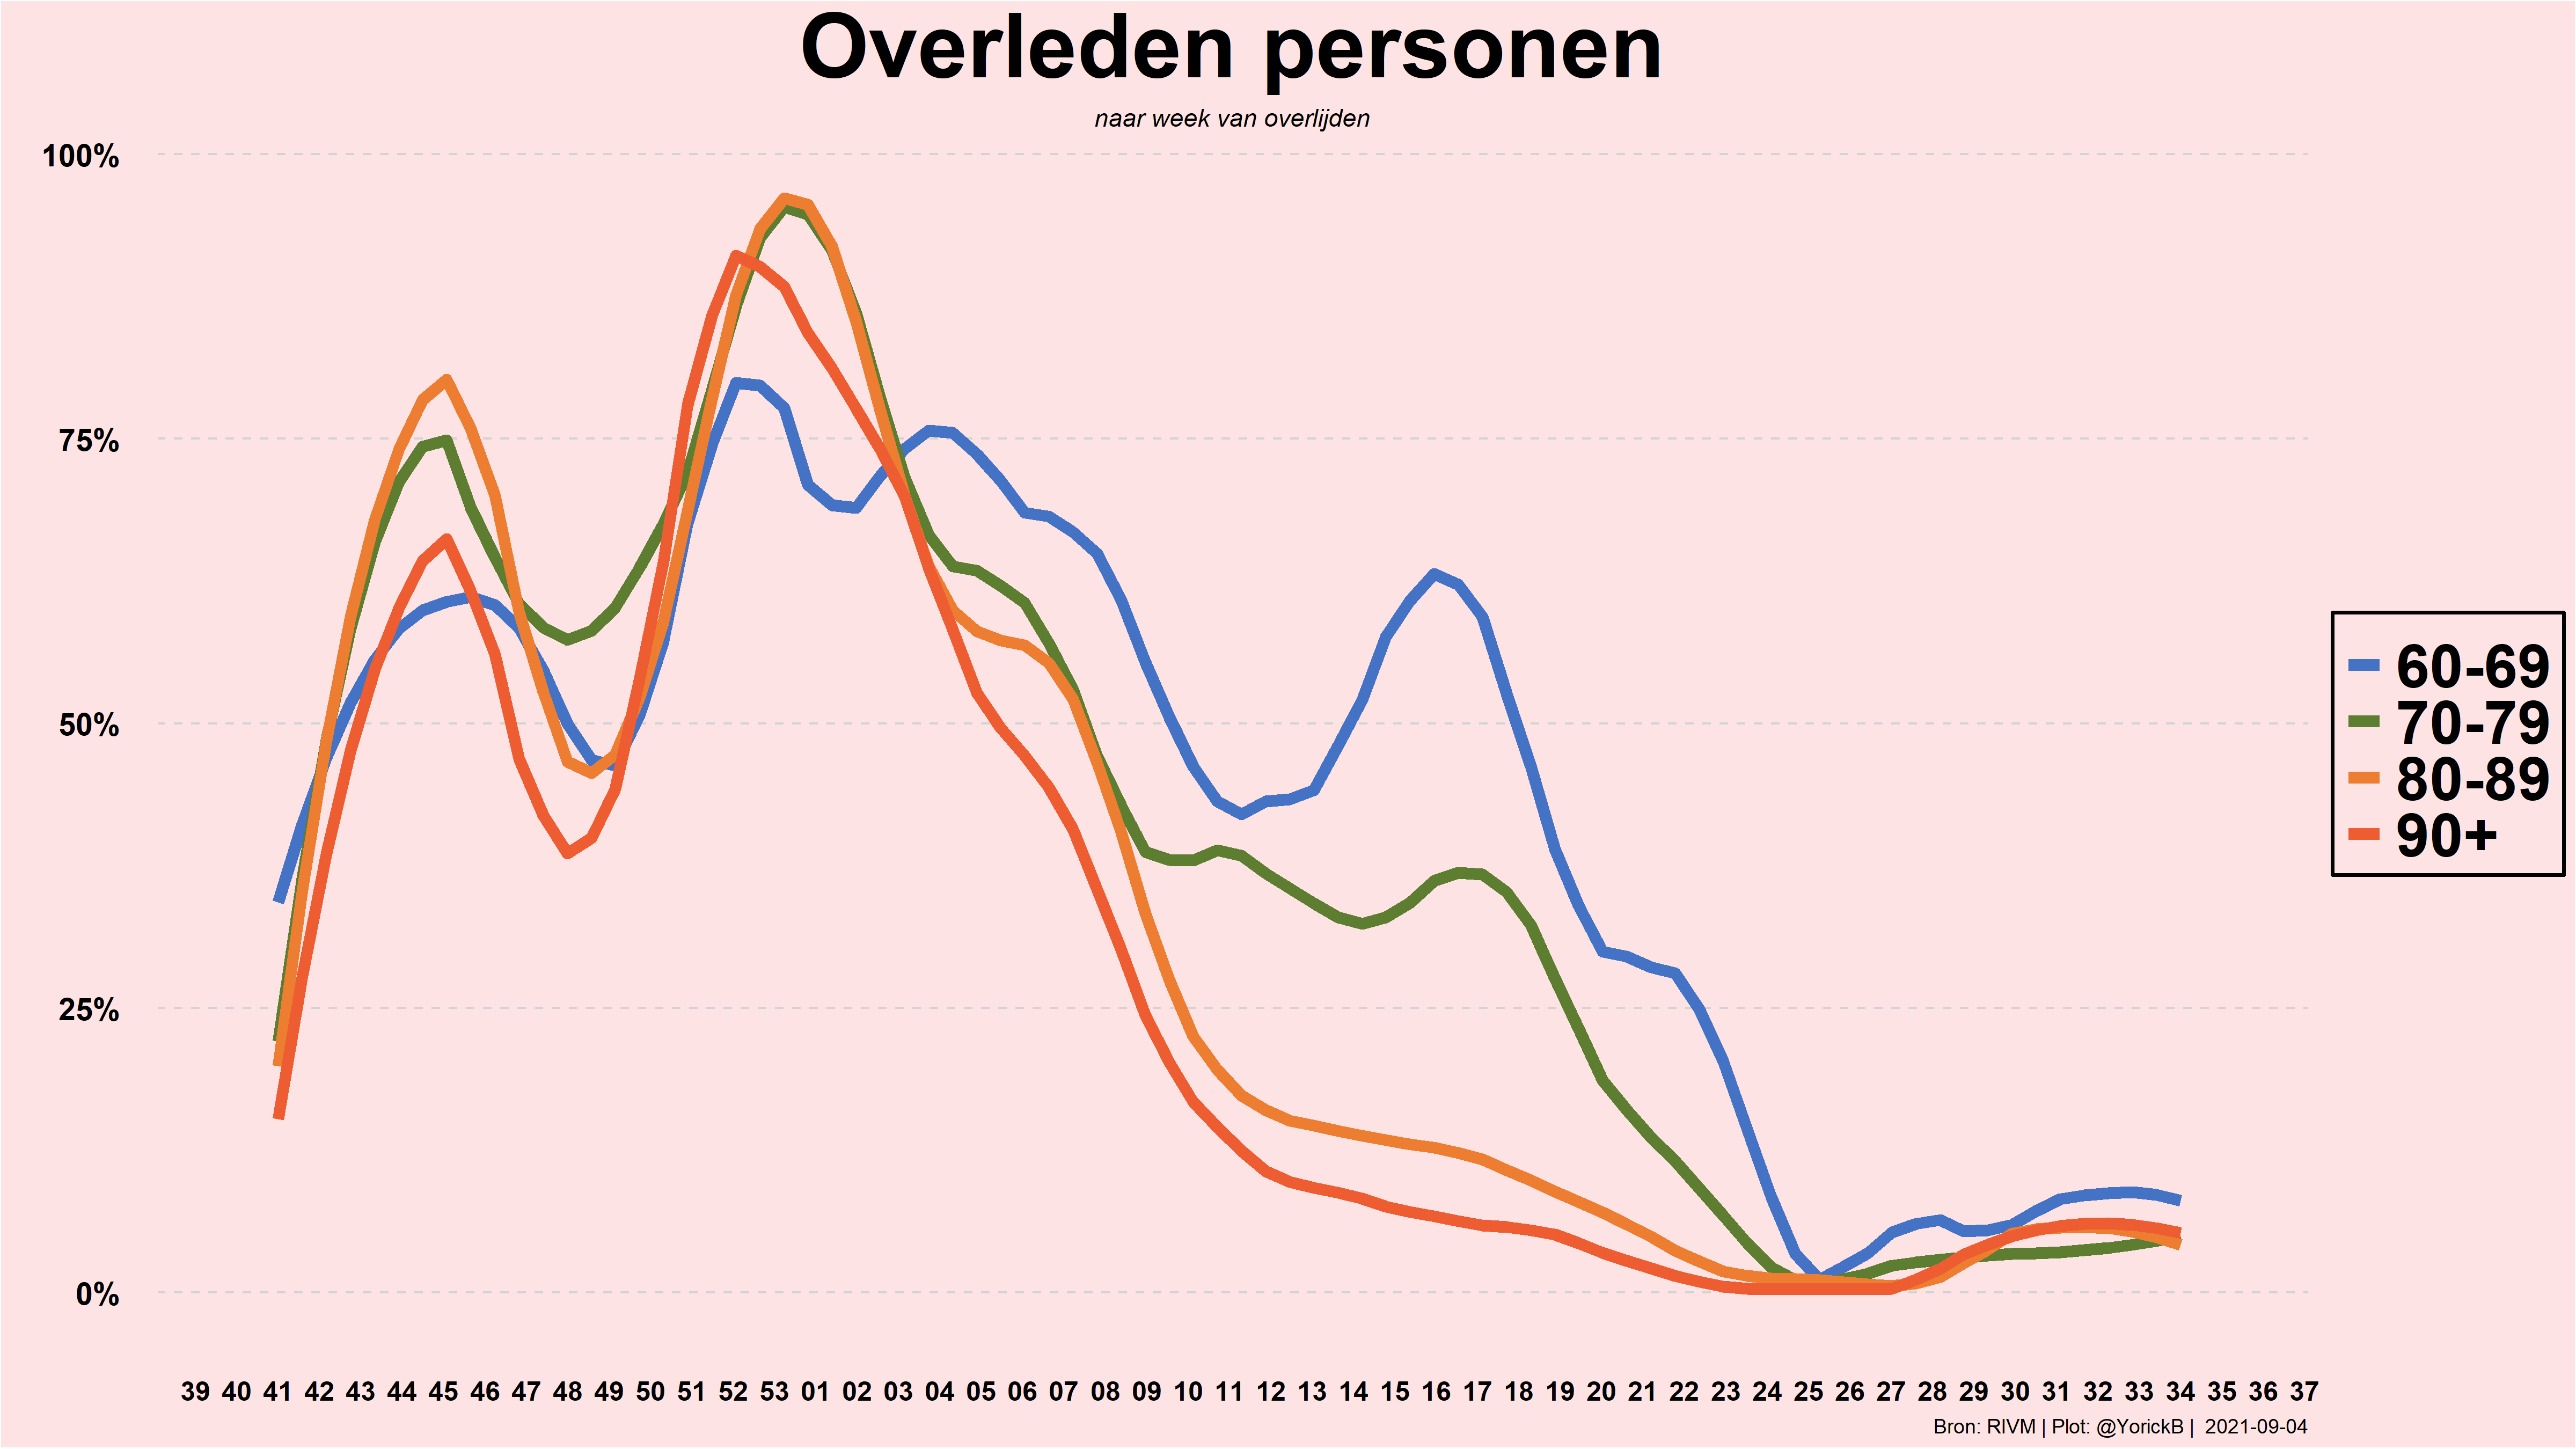 Overleden personen
naar week van overlijden
100%
75%
50%
25%
0%
60-69
70-79
80-89
90+
39 40 41 42 43 44 45 46 47 48 49 50 51 52 53 01 02 03 04 05 06 07 08 09 10 11 12 13 14 15 16 17 18 19 20 21 22 23 24 25 26 27 28 29 30 31 32 33 34 35 36 37
Bron: RIVM | Plot: @YorickB | 2021-09-04